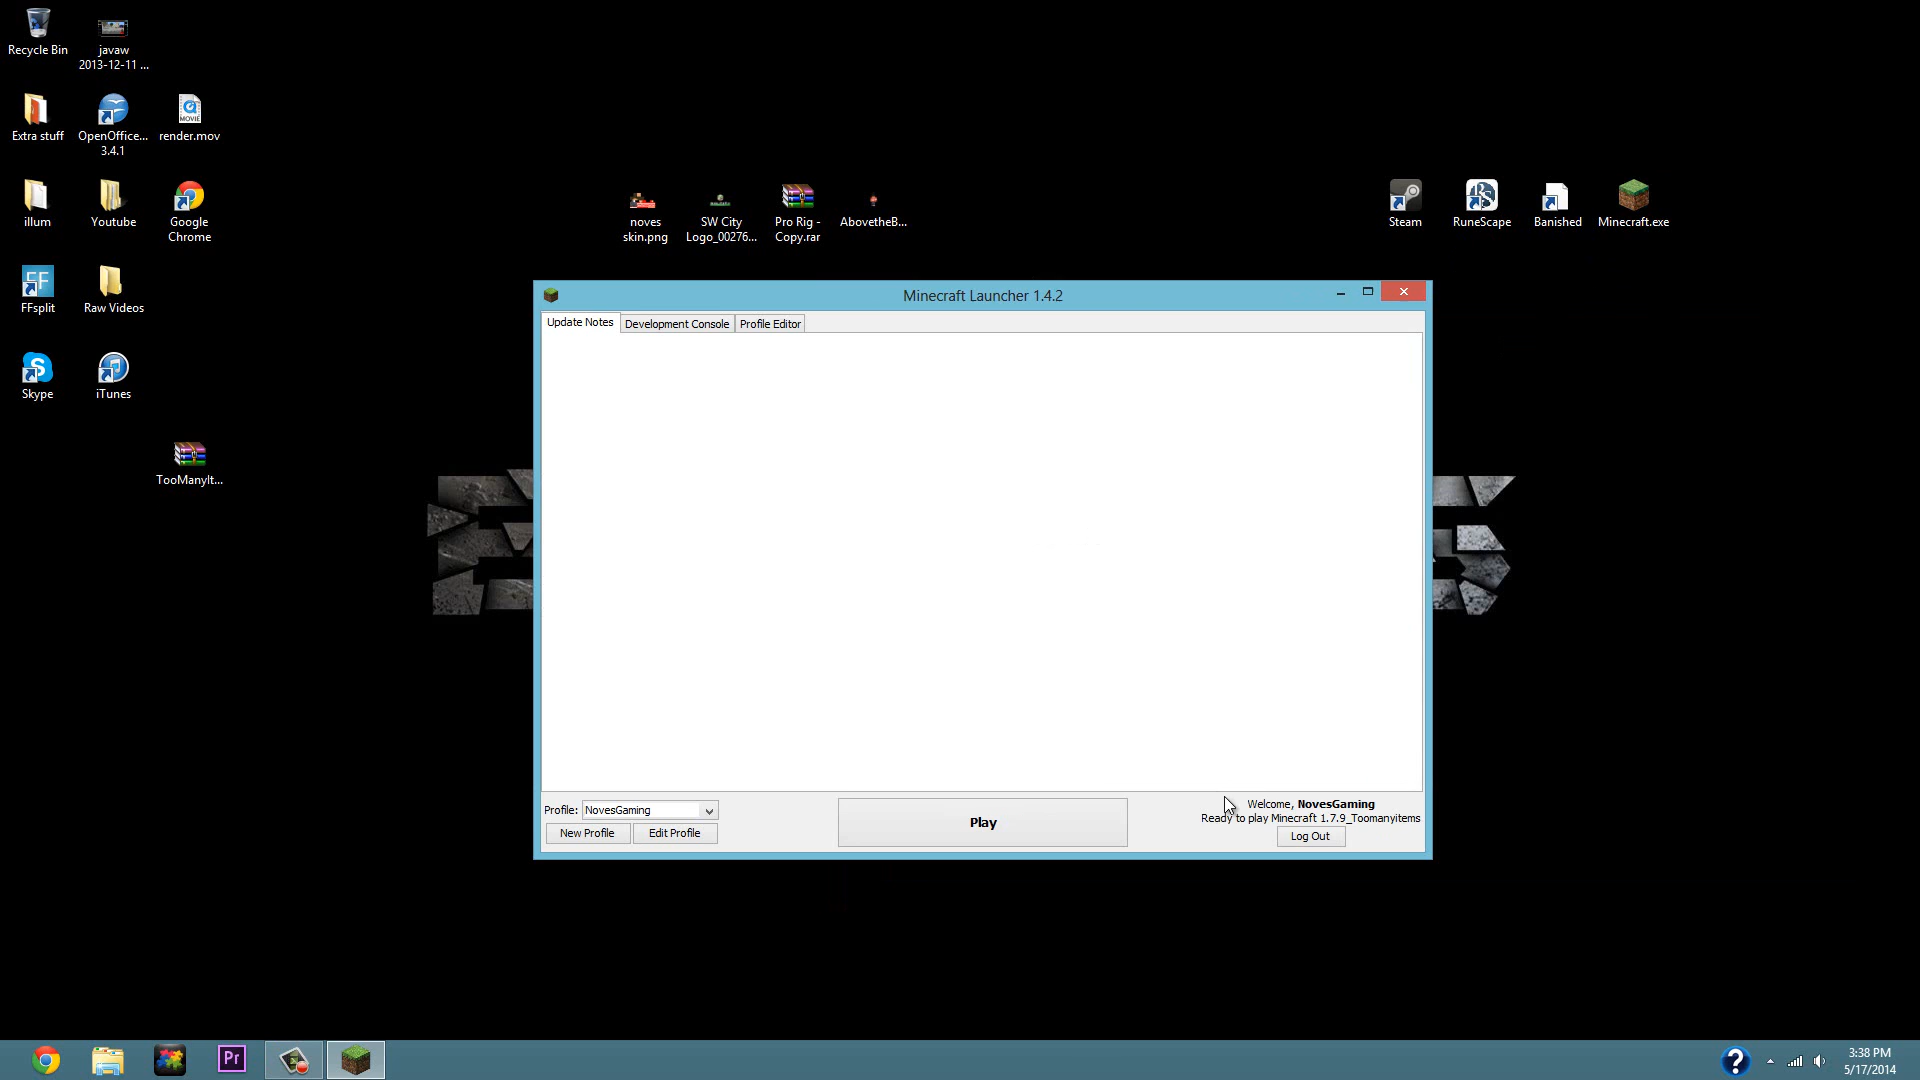 Recycle Bin
javaw
2013-12-11 ...
Extra stuff
OpenOffice...
3.4.1
MOVIE
render.mov
illum
Youtube
Google
Chrome
noves
skin.png
SW City
Logo_00276...
Pro Rig -
Copy.rar
AbovetheB...
Steam
RuneScape
Banished
Minecraft.exe
FF
FFsplit
Raw Videos
Skype
iTunes
TooManyIt...
Minecraft Launcher 1.4.2
Update Notes
Development Console
Profile Editor
Profile:
NovesGaming
New Profile
Edit Profile
Play
Welcome, NovesGaming
Ready to play Minecraft 1.7.9_Toomanyitems
Log Out
Pr
3:38 PM
5/17/2014